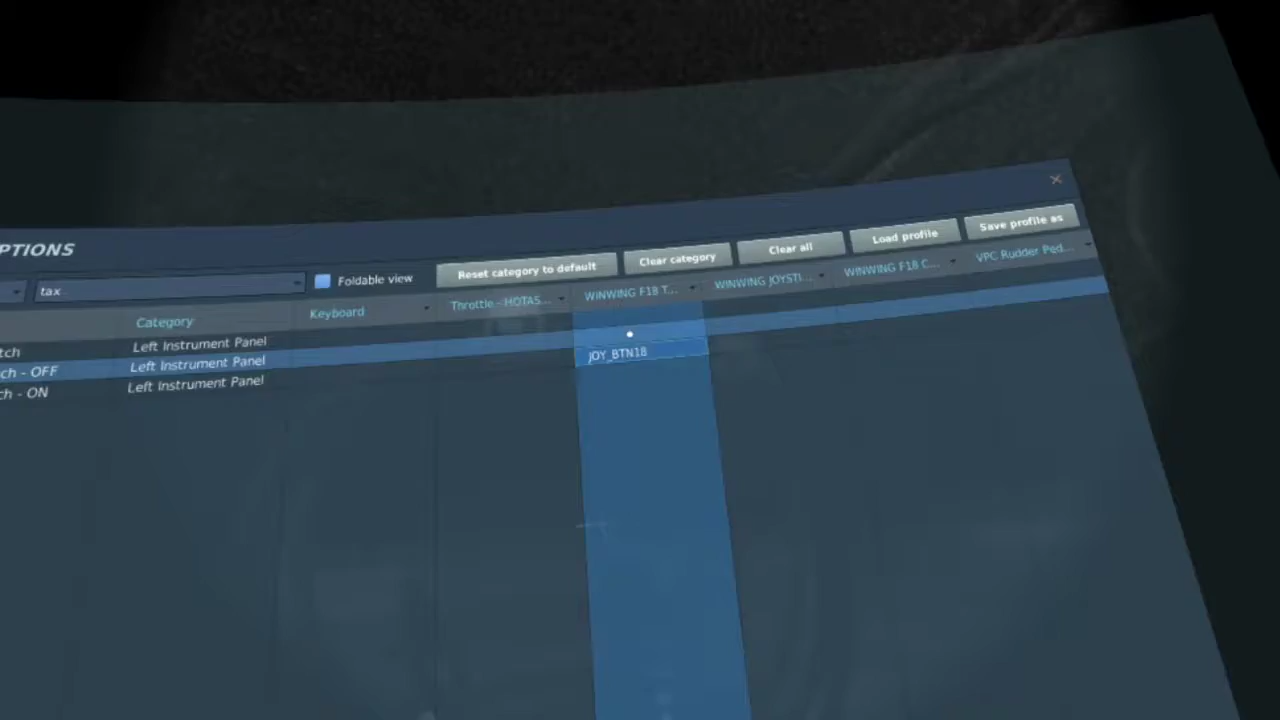 PTIONS
tax Foldable view Reset category to default Clear category Clear all Load profile Save profile as
Category Keyboard Throttle - HOTAS... WINWING F18 T... WINWING JOYSTI... WINWING F18 C... VPC Rudder Ped...
tch Left Instrument Panel
ch - OFF Left Instrument Panel JOY_BTN18
ch - ON Left Instrument Panel